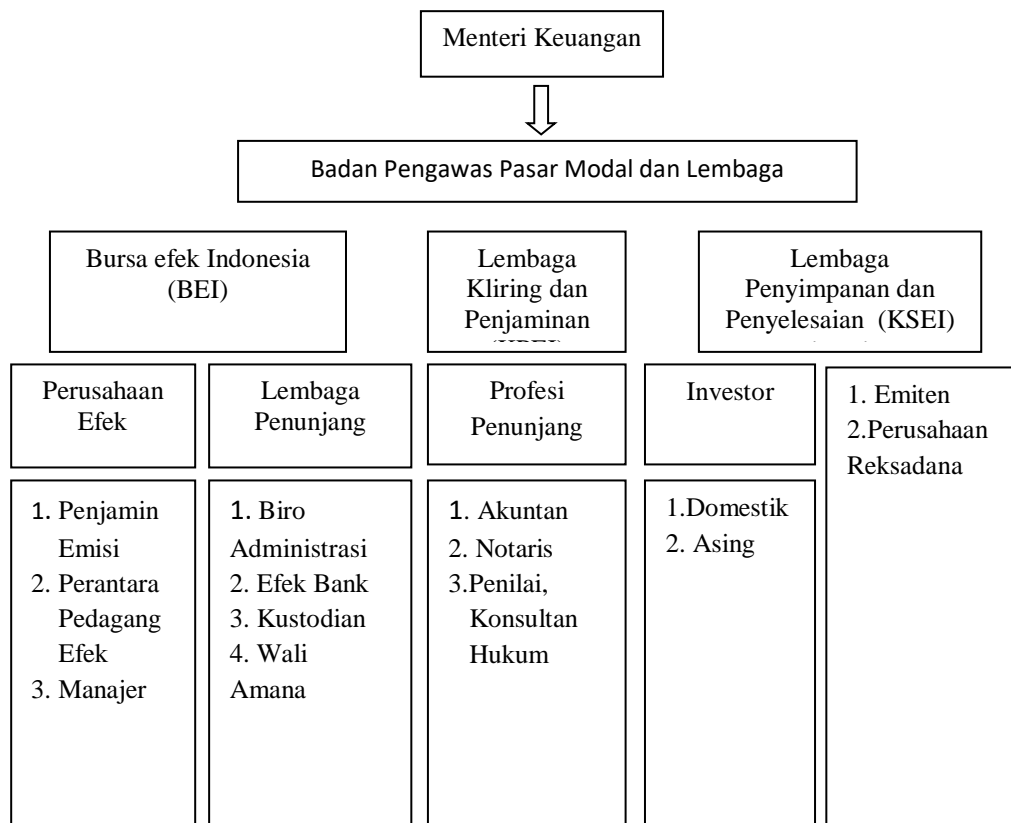 Menteri Keuangan
Badan Pengawas Pasar Modal dan Lembaga
Bursa efek Indonesia
(BEI)
Lembaga
Kliring dan
Penjaminan
Lembaga
Penyimpanan dan
Penyelesaian (KSEI)
Perusahaan
Efek
Lembaga
Penunjang
Profesi
Penunjang
Investor
1. Emiten
2.Perusahaan
Reksadana
1. Penjamin
Emisi
2. Perantara
Pedagang
Efek
3. Manajer
1. Biro
Administrasi
2. Efek Bank
3. Kustodian
4. Wali
Amana
1. Akuntan
2. Notaris
3.Penilai,
Konsultan
Hukum
1.Domestik
2. Asing